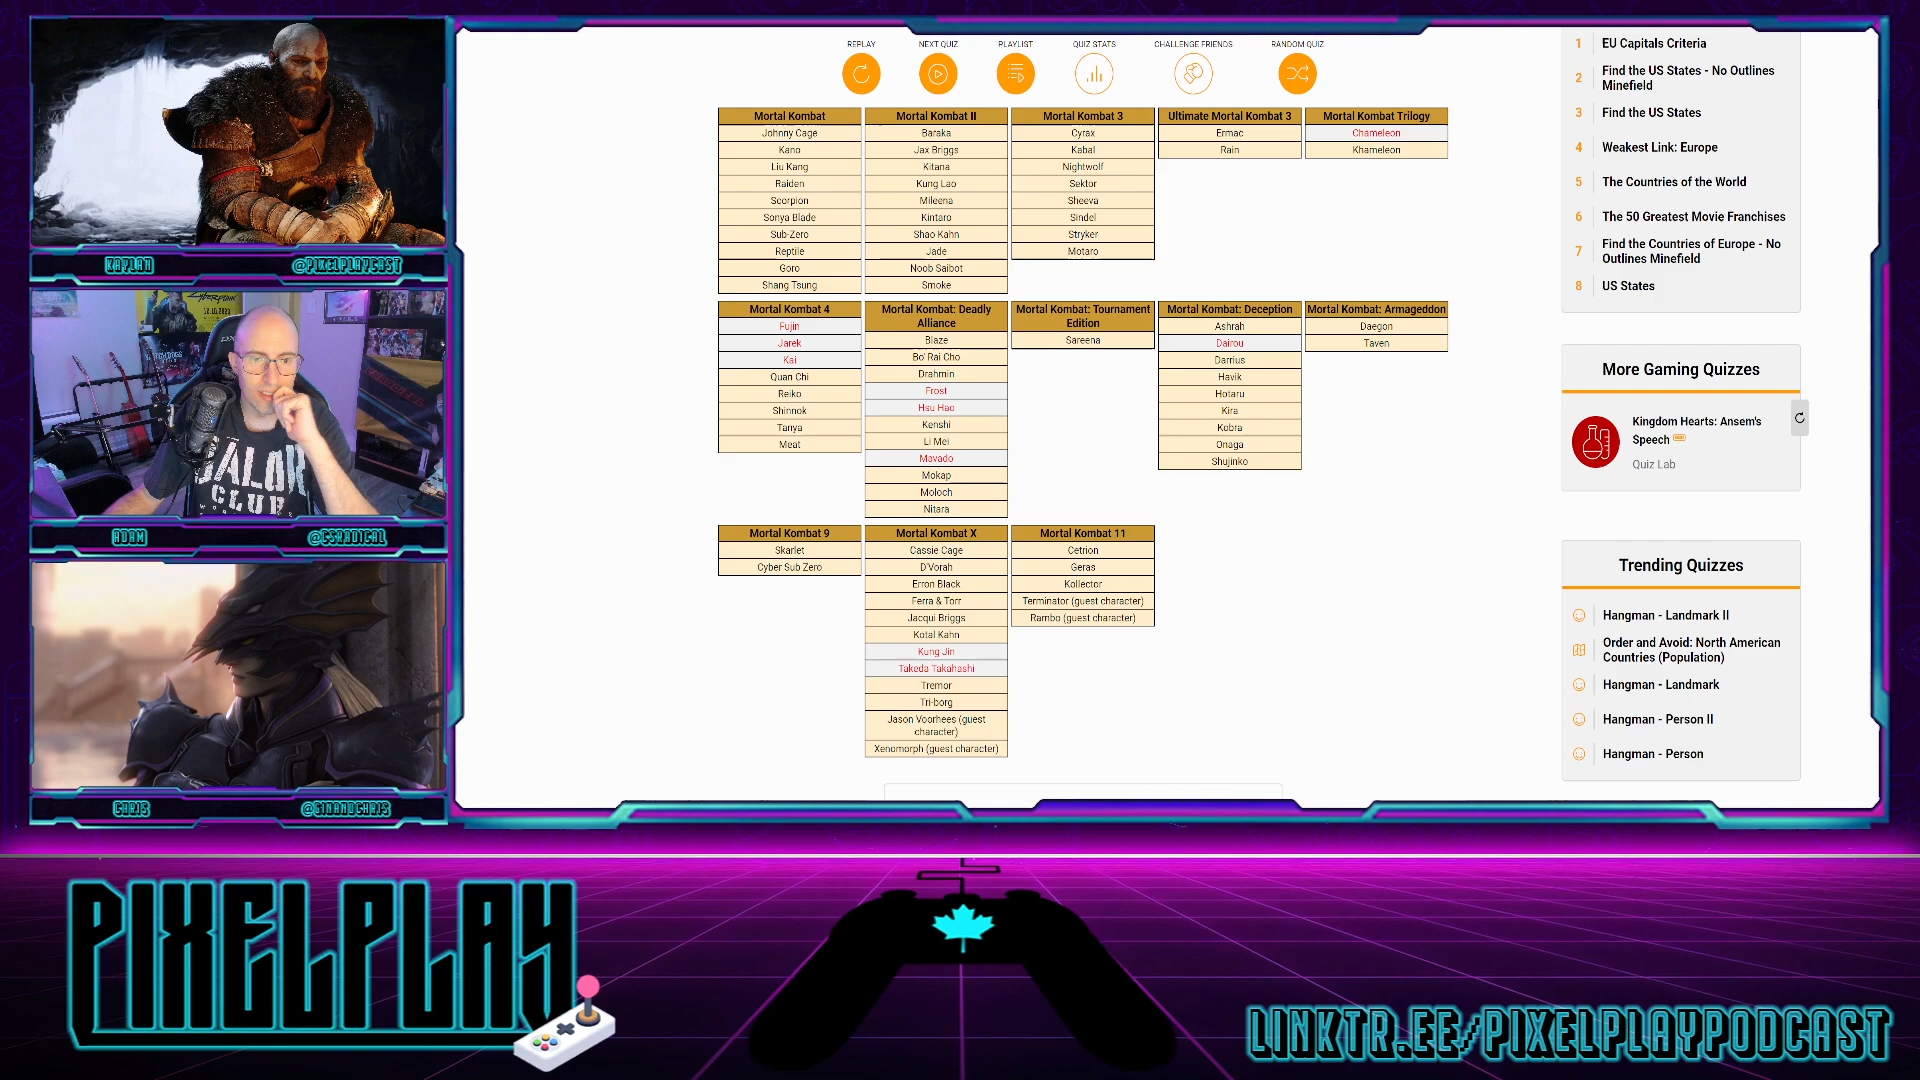 KAYLAN
@PIXELPLAYCAST
CYBERPUNK
12.10.2020
VALOR
CLUB
ADAM
@CSRADICAL
CHRIS
@GINANDCHRIS
REPLAY
NEXT QUIZ
PLAYLIST
QUIZ STATS
CHALLENGE FRIENDS
RANDOM QUIZ
Mortal Kombat
Johnny Cage
Kano
Liu Kang
Raiden
Scorpion
Sonya Blade
Sub-Zero
Reptile
Goro
Shang Tsung
Mortal Kombat II
Baraka
Jax Briggs
Kitana
Kung Lao
Mileena
Kintaro
Shao Kahn
Jade
Noob Saibot
Smoke
Mortal Kombat 3
Cyrax
Kabal
Nightwolf
Sektor
Sheeva
Sindel
Stryker
Motaro
Ultimate Mortal Kombat 3
Ermac
Rain
Mortal Kombat Trilogy
Chameleon
Khameleon
Mortal Kombat 4
Fujin
Jarek
Kai
Quan Chi
Reiko
Shinnok
Tanya
Meat
Mortal Kombat: Deadly
Alliance
Blaze
Bo' Rai Cho
Drahmin
Frost
Hsu Hao
Kenshi
Li Mei
Mavado
Mokap
Moloch
Nitara
Mortal Kombat: Tournament
Edition
Sareena
Mortal Kombat: Deception
Ashrah
Dairou
Darrius
Havik
Hotaru
Kira
Kobra
Onaga
Shujinko
Mortal Kombat: Armageddon
Daegon
Taven
Mortal Kombat 9
Skarlet
Cyber Sub Zero
Mortal Kombat X
Cassie Cage
D'Vorah
Erron Black
Ferra & Torr
Jacqui Briggs
Kotal Kahn
Kung Jin
Takeda Takahashi
Tremor
Tri-borg
Jason Voorhees (guest
character)
Xenomorph (guest character)
Mortal Kombat 11
Cetrion
Geras
Kollector
Terminator (guest character)
Rambo (guest character)
1 EU Capitals Criteria
2 Find the US States - No Outlines
Minefield
3 Find the US States
4 Weakest Link: Europe
5 The Countries of the World
6 The 50 Greatest Movie Franchises
7 Find the Countries of Europe - No
Outlines Minefield
8 US States
More Gaming Quizzes
Kingdom Hearts: Ansem's
Speech
Quiz Lab
Trending Quizzes
Hangman - Landmark II
Order and Avoid: North American
Countries (Population)
Hangman - Landmark
Hangman - Person II
Hangman - Person
PIXELPLAY
LINKTR.EE/PIXELPLAYPODCAST